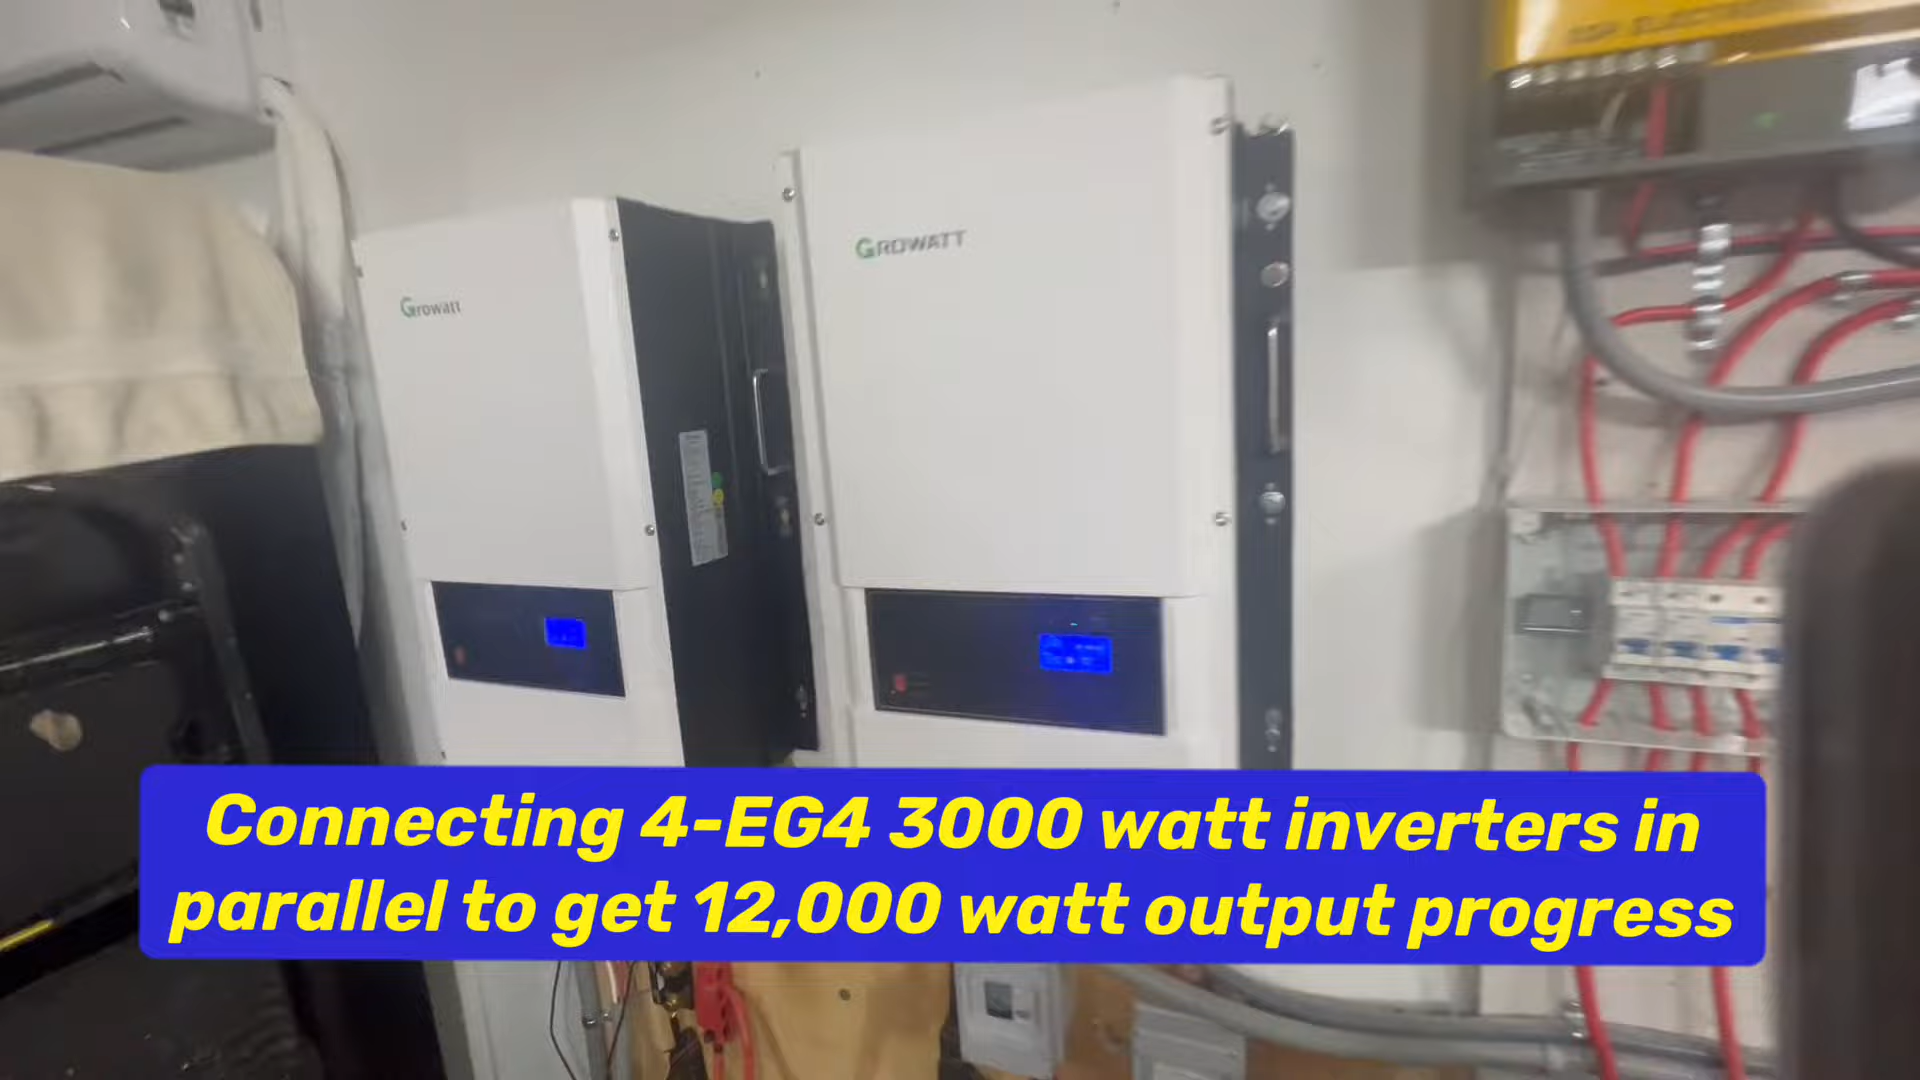 Growatt
GROWATT
Connecting 4-EG4 3000 watt inverters in
parallel to get 12,000 watt output progress